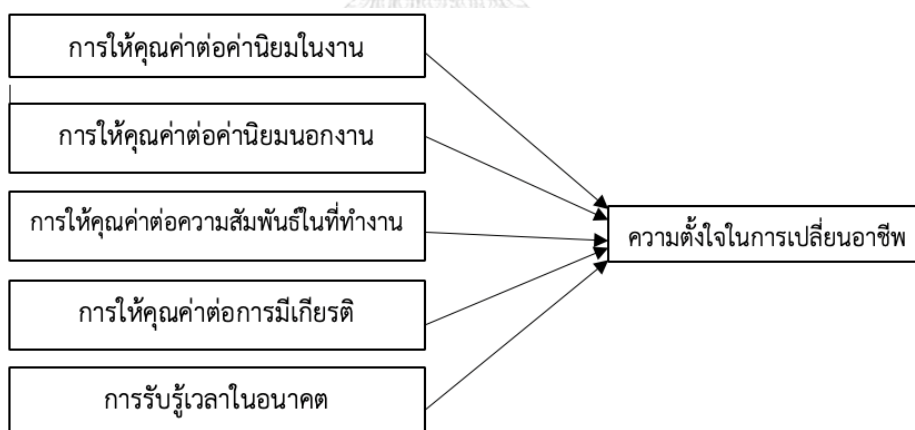 การให้คุณค่าต่อค่านิยมในงาน
การให้คุณค่าต่อค่านิยมนอกงาน
การให้คุณค่าต่อความสัมพันธ์ในที่ทำงาน
การให้คุณค่าต่อการมีเกียรติ
การรับรู้เวลาในอนาคต
ความตั้งใจในการเปลี่ยนอาชีพ